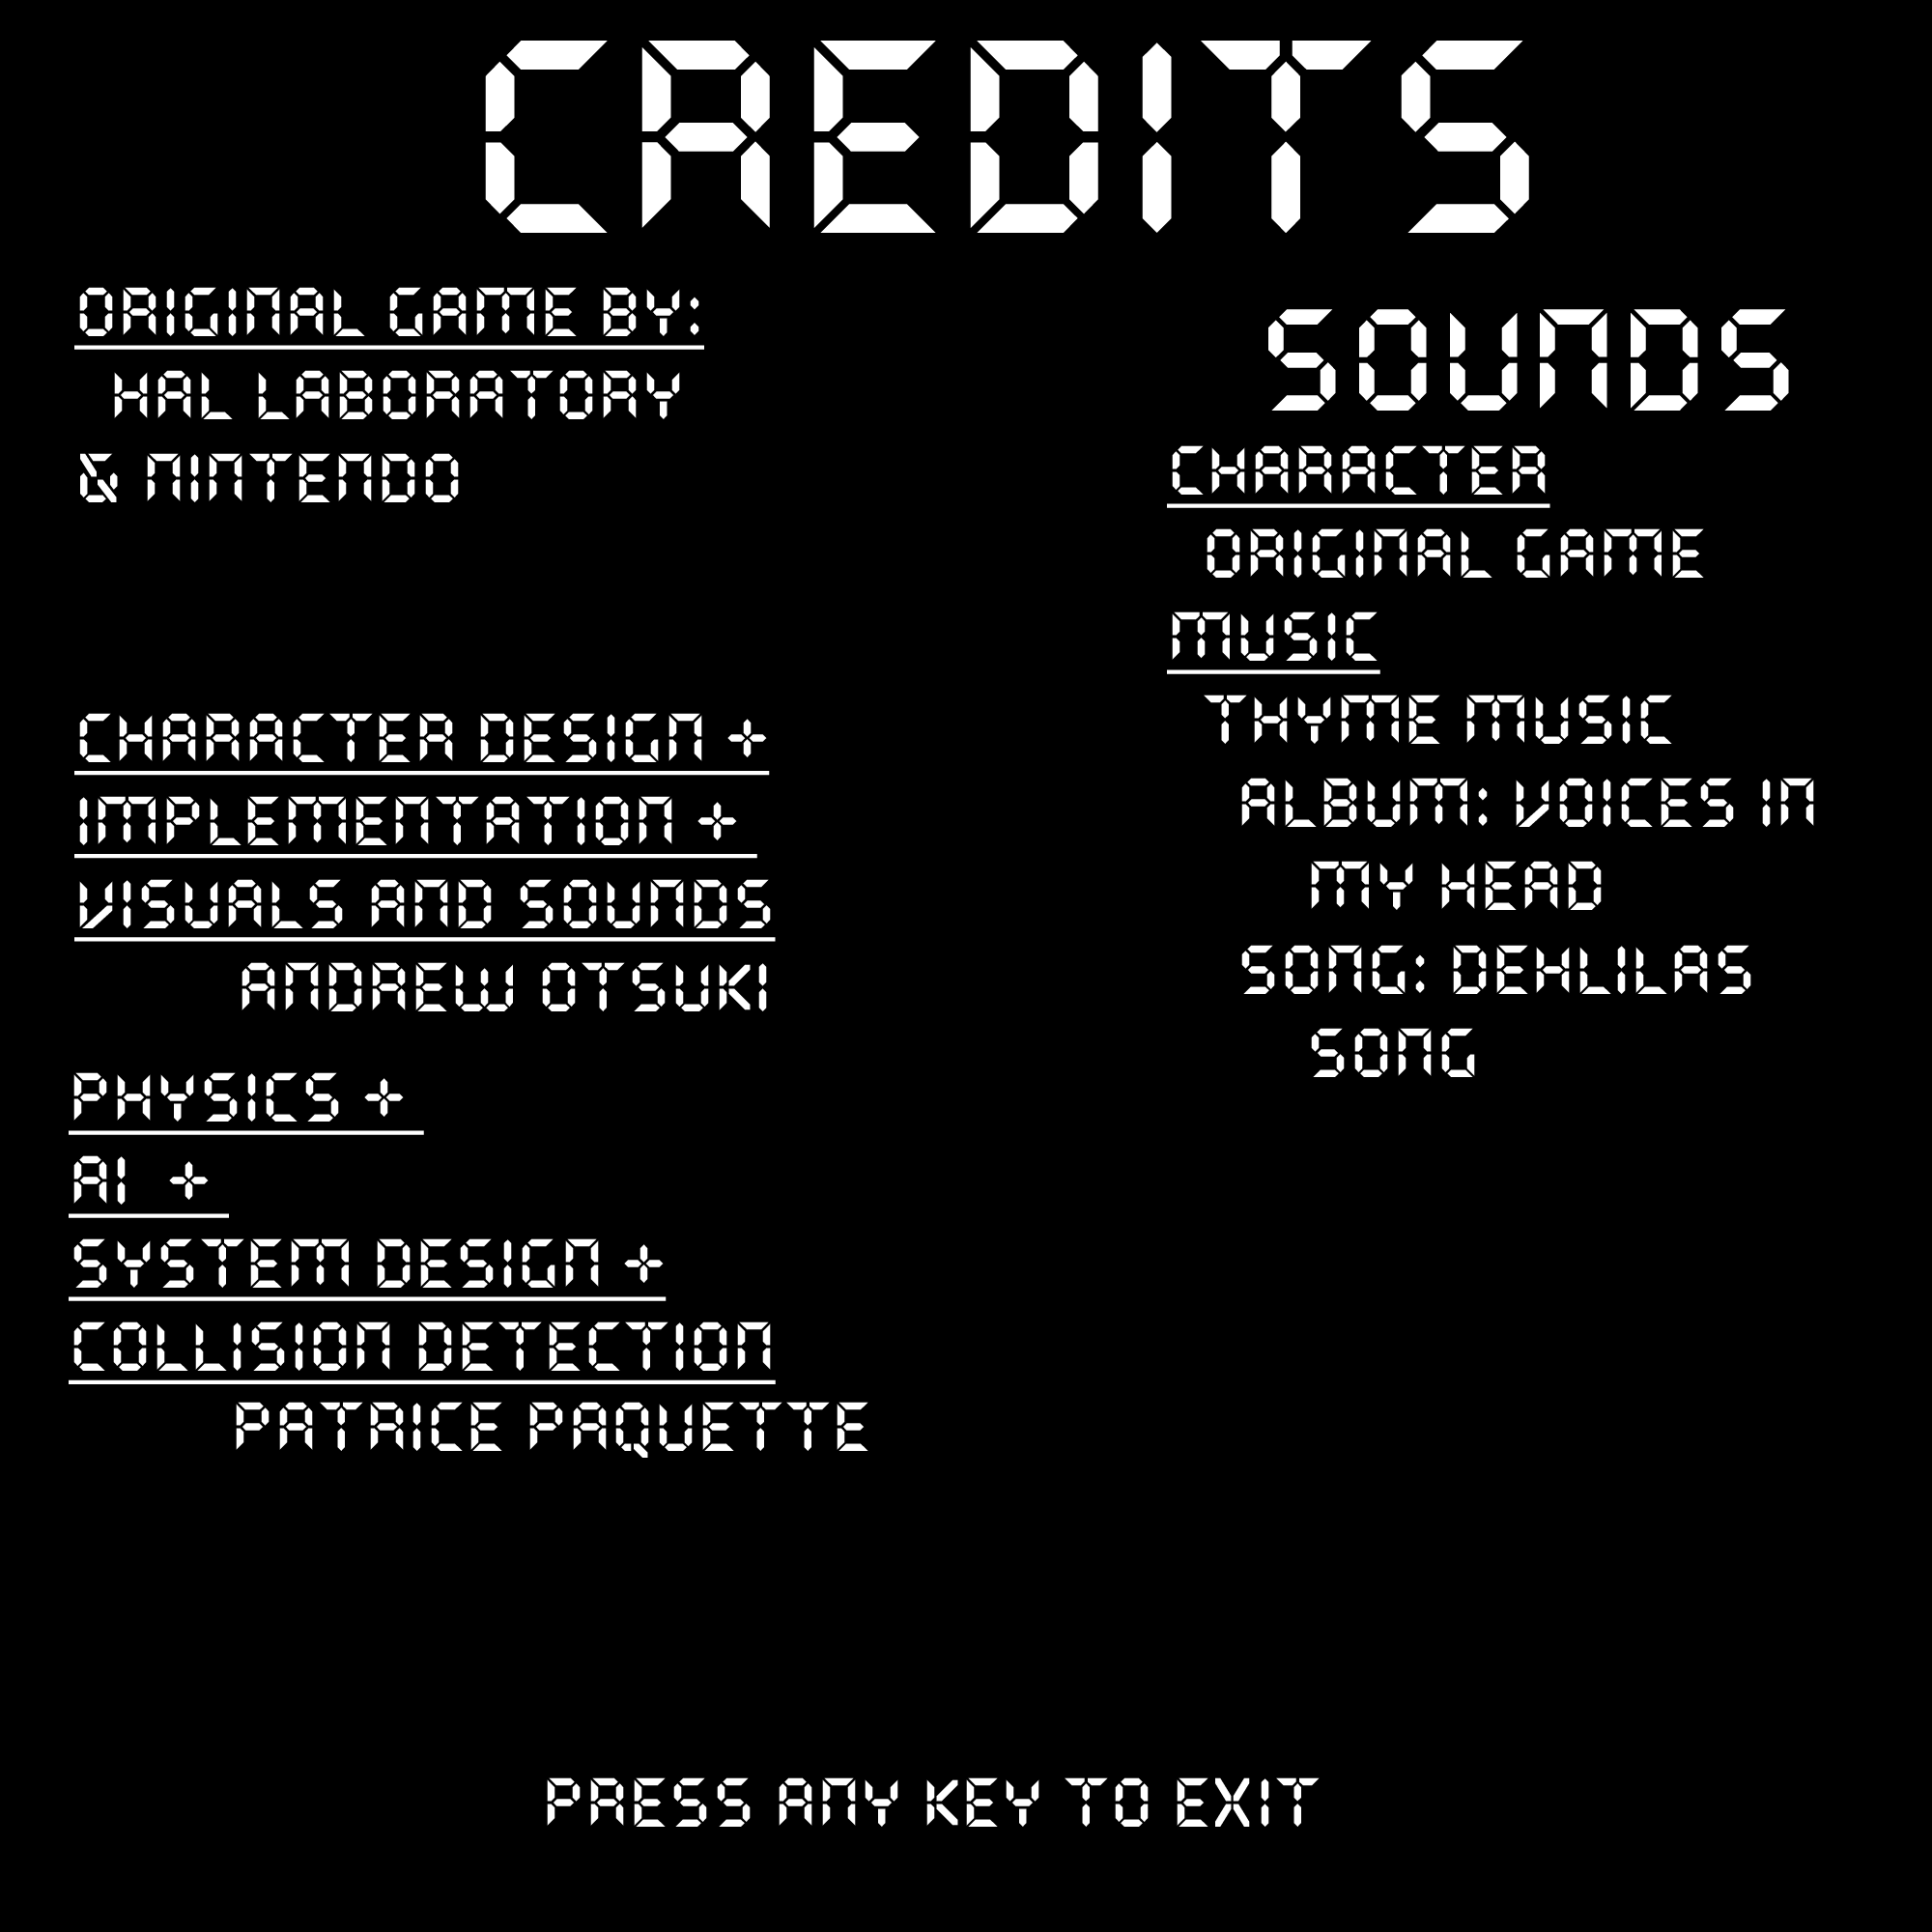 CREDITS
ORIGINAL GAME BY:
HAL LABORATORY
& NINTENDO
CHARACTER DESIGN +
IMPLEMENTATION +
VISUALS AND SOUNDS
ANDREW OTSUKI
PHYSICS +
AI +
SYSTEM DESIGN +
COLLISION DETECTION
PATRICE PAQUETTE
SOUNDS
CHARACTER
ORIGINAL GAME
MUSIC
THYME MUSIC
ALBUM: VOICES IN
MY HEAD
SONG: DEHLILAS
SONG
PRESS ANY KEY TO EXIT